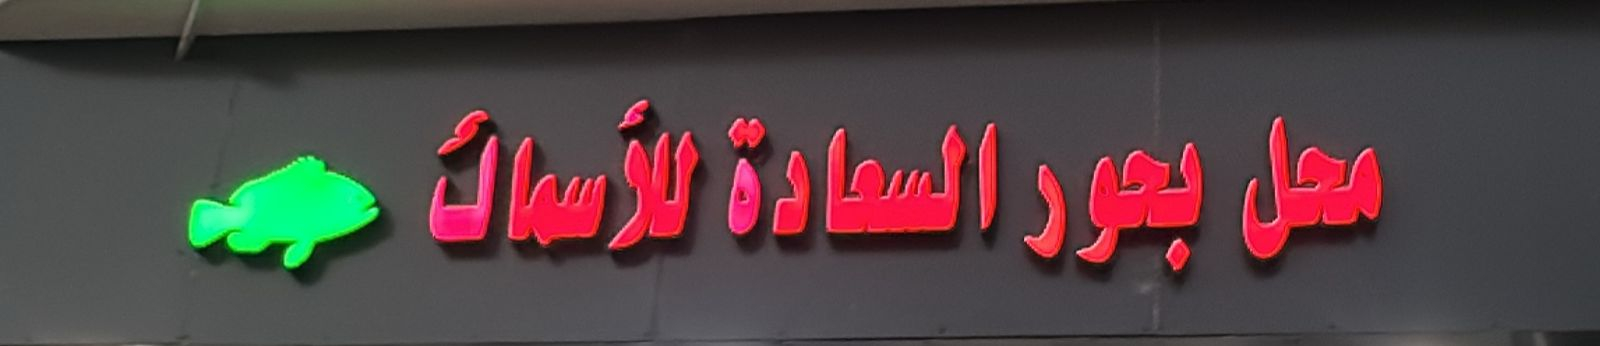 محل بحور السعادة للأسماك